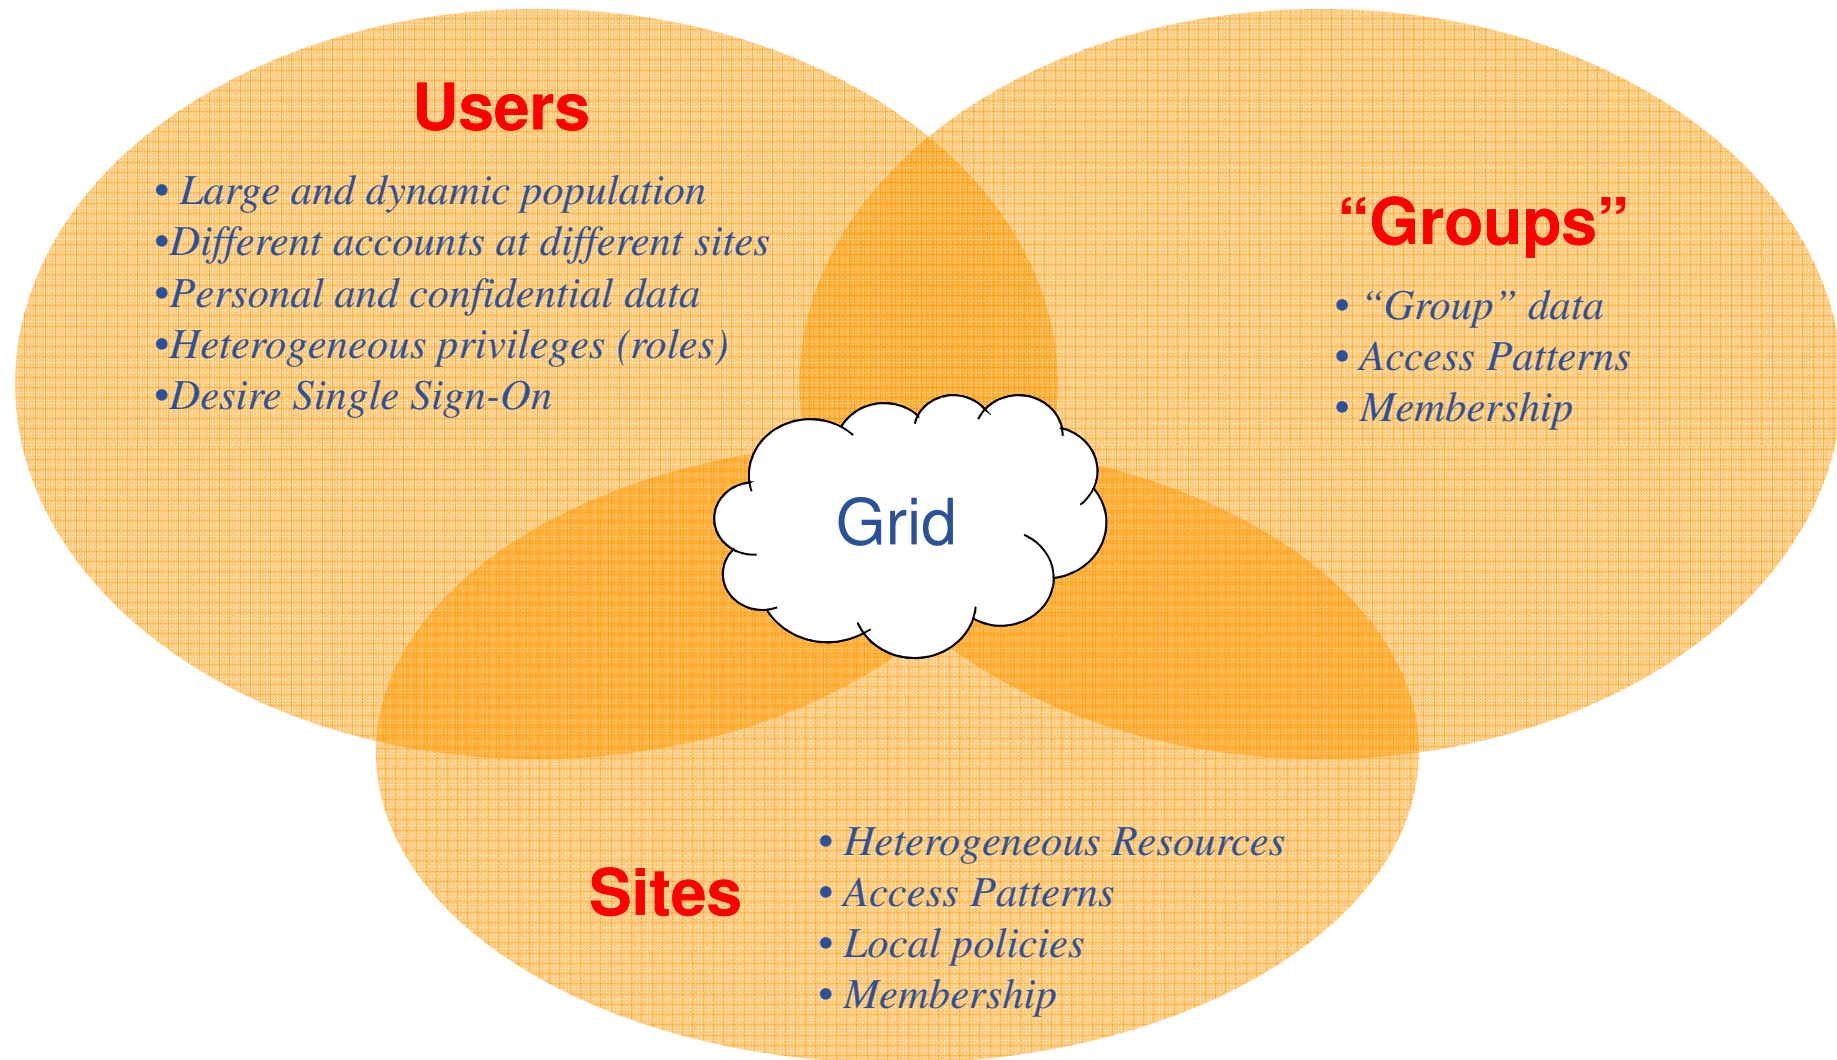 Users
• Large and dynamic population
•Different accounts at different sites
•Personal and confidential data
•Heterogeneous privileges (roles)
•Desire Single Sign-On
“Groups”
• “Group” data
• Access Patterns
• Membership
Grid
Sites
• Heterogeneous Resources
• Access Patterns
• Local policies
• Membership